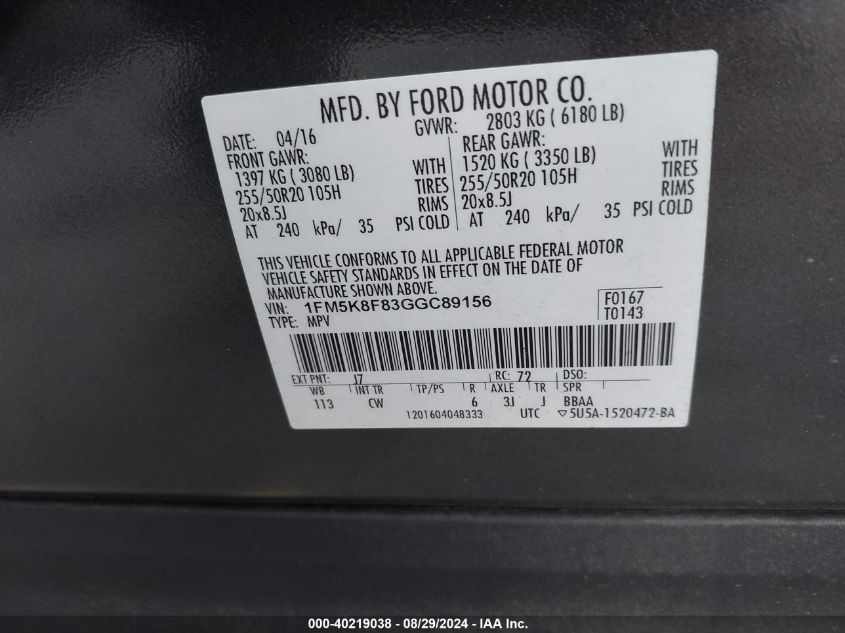 MFD. BY FORD MOTOR CO.
DATE: 04/16 GVWR: 2803 KG ( 6180 LB)
FRONT GAWR: REAR GAWR:
1397 KG ( 3080 LB) WITH 1520 KG ( 3350 LB) WITH
255/50R20 105H TIRES 255/50R20 105H TIRES
20x8.5J RIMS 20x8.5J RIMS
AT 240 kPa/ 35 PSI COLD AT 240 kPa/ 35 PSI COLD
THIS VEHICLE CONFORMS TO ALL APPLICABLE FEDERAL MOTOR
VEHICLE SAFETY STANDARDS IN EFFECT ON THE DATE OF
MANUFACTURE SHOWN ABOVE.
VIN: 1FM5K8F83GGC89156 F0167
TYPE: MPV T0143
EXT PNT: J7 RC: 72 DSO:
WB INT TR TP/PS R AXLE TR SPR
113 CW 6 3J J BBAA
1201604048333 UTC ▽5U5A-1520472-BA
000-40219038 - 08/29/2024 - IAA Inc.